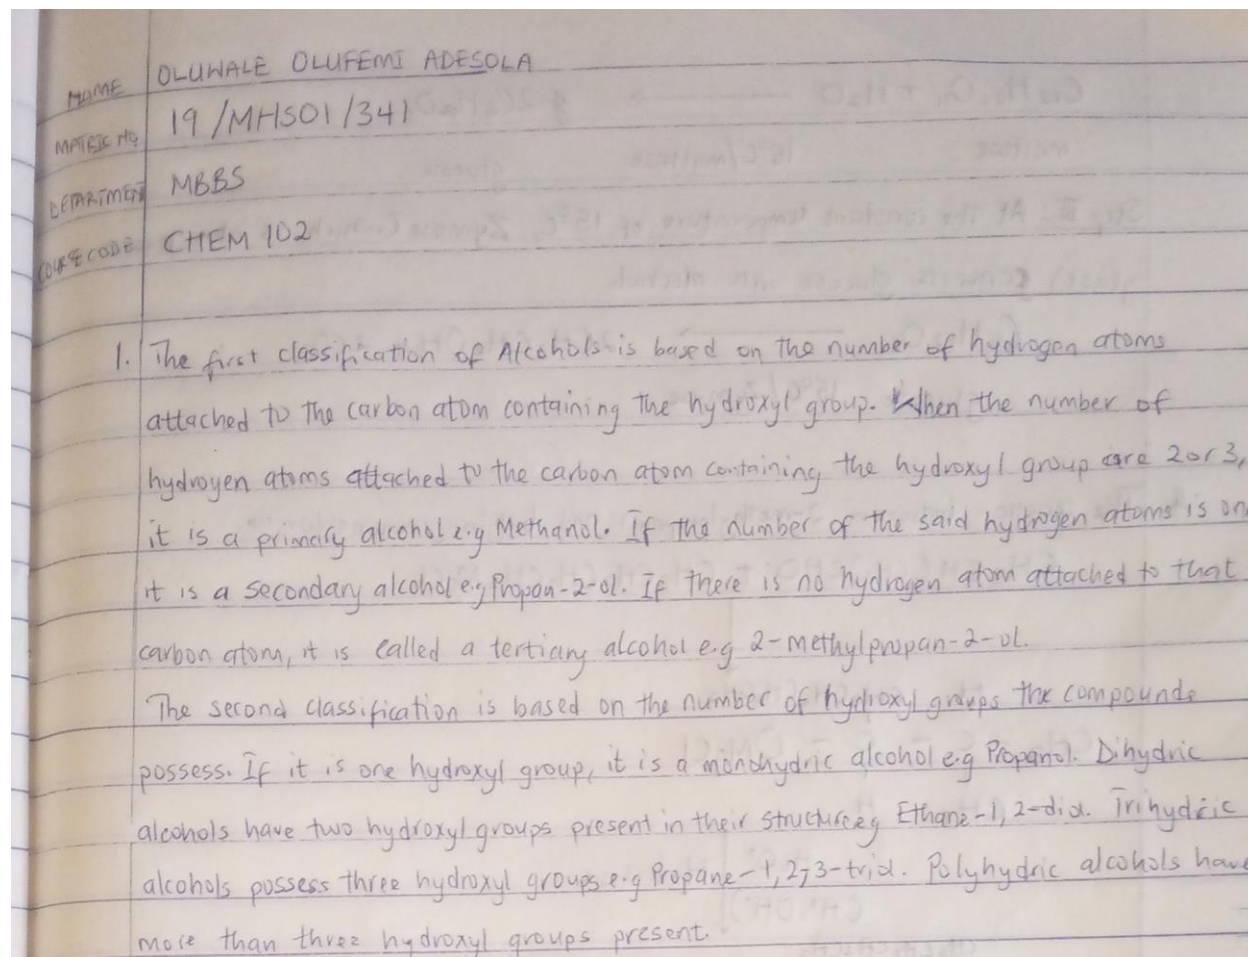 NAME OLUWALE OLUFEMI ADESOLA
MATRIC NO 19/MHS01/341
DEPARTMENT MBBS
COURSE CODE CHEM 102
1. The first classification of Alcohols is based on the number of hydrogen atoms
attached to the carbon atom containing the hydroxyl group. When the number of
hydrogen atoms attached to the carbon atom containing the hydroxyl group are 2 or 3,
it is a primary alcohol e.g Methanol. If the number of the said hydrogen atoms is on
it is a secondary alcohol e.g Propan-2-ol. If there is no hydrogen atom attached to that
carbon atom, it is called a tertiary alcohol e.g 2-methylpropan-2-ol.
The second classification is based on the number of hydroxyl groups the compounds
possess. If it is one hydroxyl group, it is a monohydric alcohol e.g Propanol. Dihydric
alcohols have two hydroxyl groups present in their structure eg Ethane-1,2-diol. Trihydric
alcohols possess three hydroxyl groups e.g Propane-1,2,3-triol. Polyhydric alcohols have
more than three hydroxyl groups present.